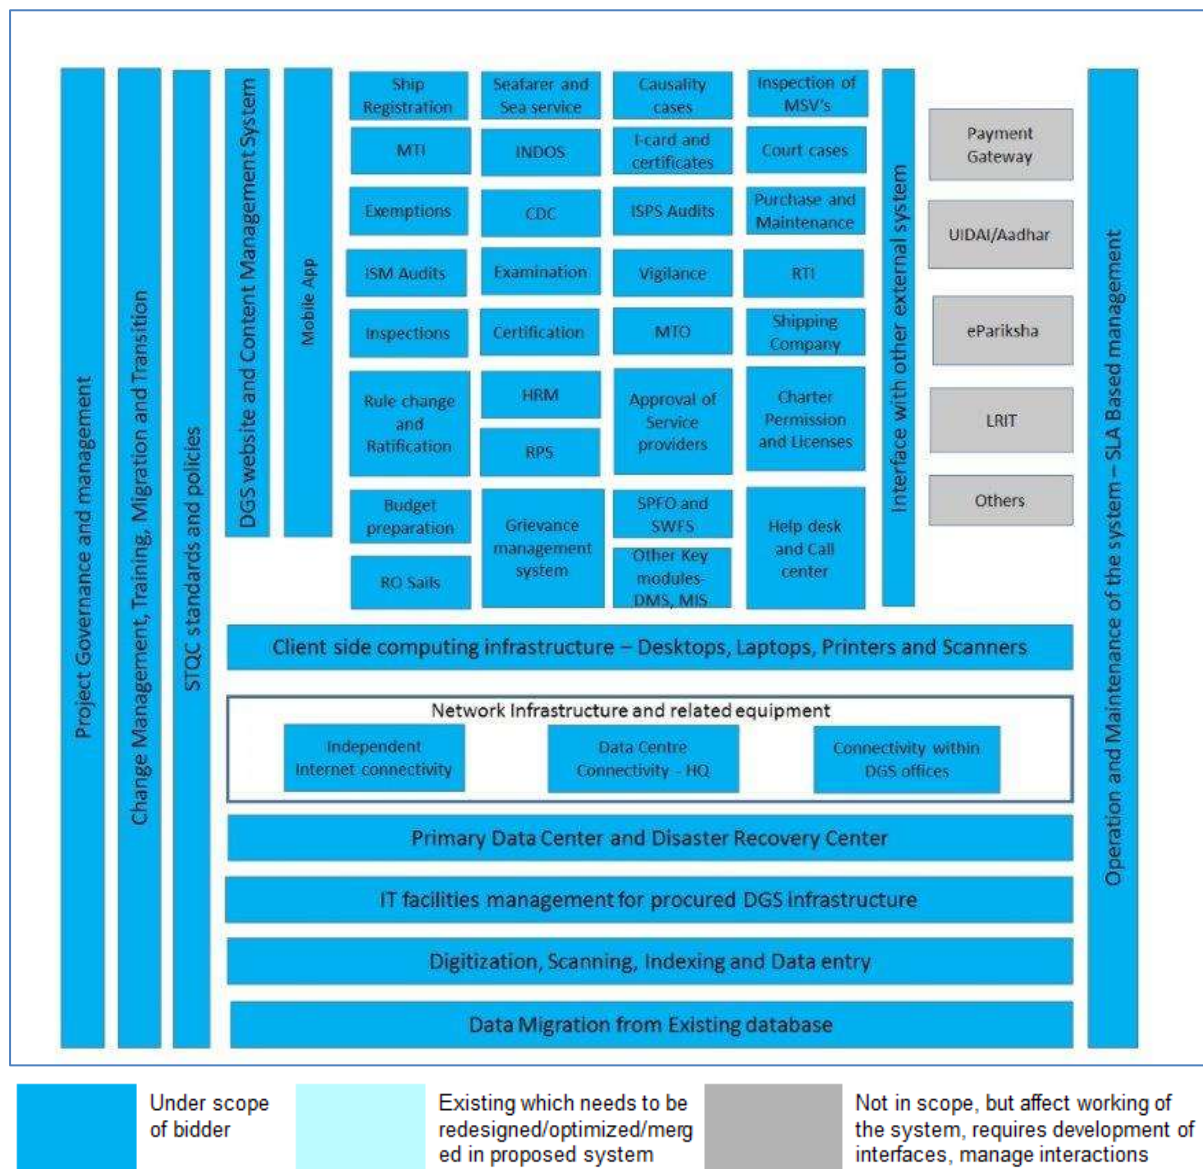 Project Governance and management
Change Management, Training, Migration and Transition
STQC standards and policies
DGS website and Content Management System
Mobile App
Ship
Registration
MTI
Exemptions
ISM Audits
Inspections
Rule change
and
Ratification
Budget
preparation
RO Sails
Seafarer and
Sea service
INDOS
CDC
Examination
Certification
HRM
RPS
Grievance
management
system
Causality
cases
I-card and
certificates
ISPS Audits
Vigilance
MTO
Approval of
Service
providers
SPFO and
SWFS
Other Key
modules-
DMS, MIS
Inspection of
MSV's
Court cases
Purchase and
Maintenance
RTI
Shipping
Company
Charter
Permission
and Licenses
Help desk
and Call
center
Interface with other external system
Payment
Gateway
UIDAI/Aadhar
ePariksha
LRIT
Others
Operation and Maintenance of the system – SLA Based management
Client side computing infrastructure – Desktops, Laptops, Printers and Scanners
Network Infrastructure and related equipment
Independent
Internet connectivity
Data Centre
Connectivity - HQ
Connectivity within
DGS offices
Primary Data Center and Disaster Recovery Center
IT facilities management for procured DGS infrastructure
Digitization, Scanning, Indexing and Data entry
Data Migration from Existing database
Under scope
of bidder
Existing which needs to be
redesigned/optimized/merg
ed in proposed system
Not in scope, but affect working of
the system, requires development of
interfaces, manage interactions